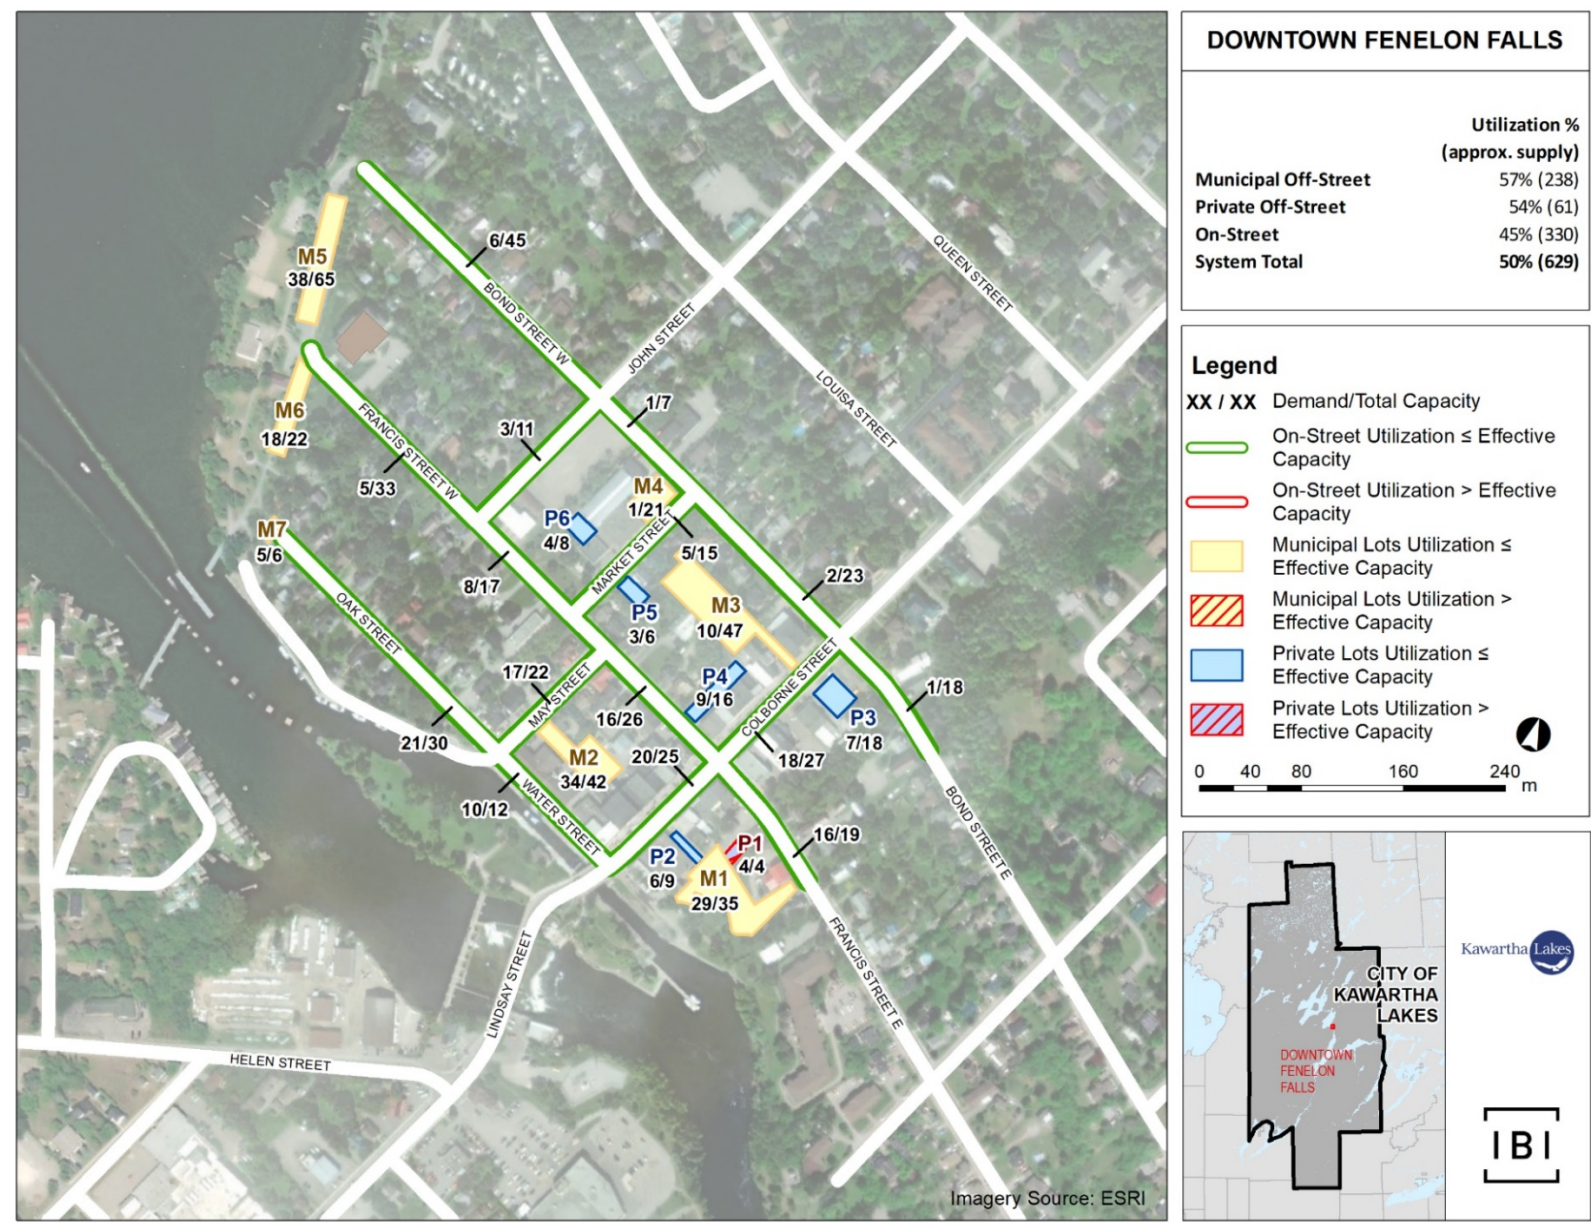 6/45
M5
38/65
BOND STREET W
QUEEN STREET
JOHN STREET
LOUISA STREET
1/7
M6
18/22
FRANCIS STREET W
3/11
5/33
M4
1/21
P6
4/8
M7
5/6
MARKET STREET
5/15
8/17
2/23
P5
3/6
M3
10/47
OAK STREET
17/22
MAY STREET
P4
9/16
COLBORNE STREET
1/18
16/26
P3
7/18
21/30
M2
34/42
20/25
18/27
10/12
WATER STREET
BOND STREET E
16/19
P2
6/9
P1
4/4
M1
29/35
FRANCIS STREET E
LINDSAY STREET
HELEN STREET
Imagery Source: ESRI
DOWNTOWN FENELON FALLS
Utilization %
(approx. supply)
Municipal Off-Street 57% (238)
Private Off-Street 54% (61)
On-Street 45% (330)
System Total 50% (629)
Legend
XX / XX Demand/Total Capacity
On-Street Utilization ≤ Effective
Capacity
On-Street Utilization > Effective
Capacity
Municipal Lots Utilization ≤
Effective Capacity
Municipal Lots Utilization >
Effective Capacity
Private Lots Utilization ≤
Effective Capacity
Private Lots Utilization >
Effective Capacity
0 40 80 160 240
m
CITY OF
KAWARTHA
LAKES
DOWNTOWN
FENELON
FALLS
Kawartha Lakes
IBI